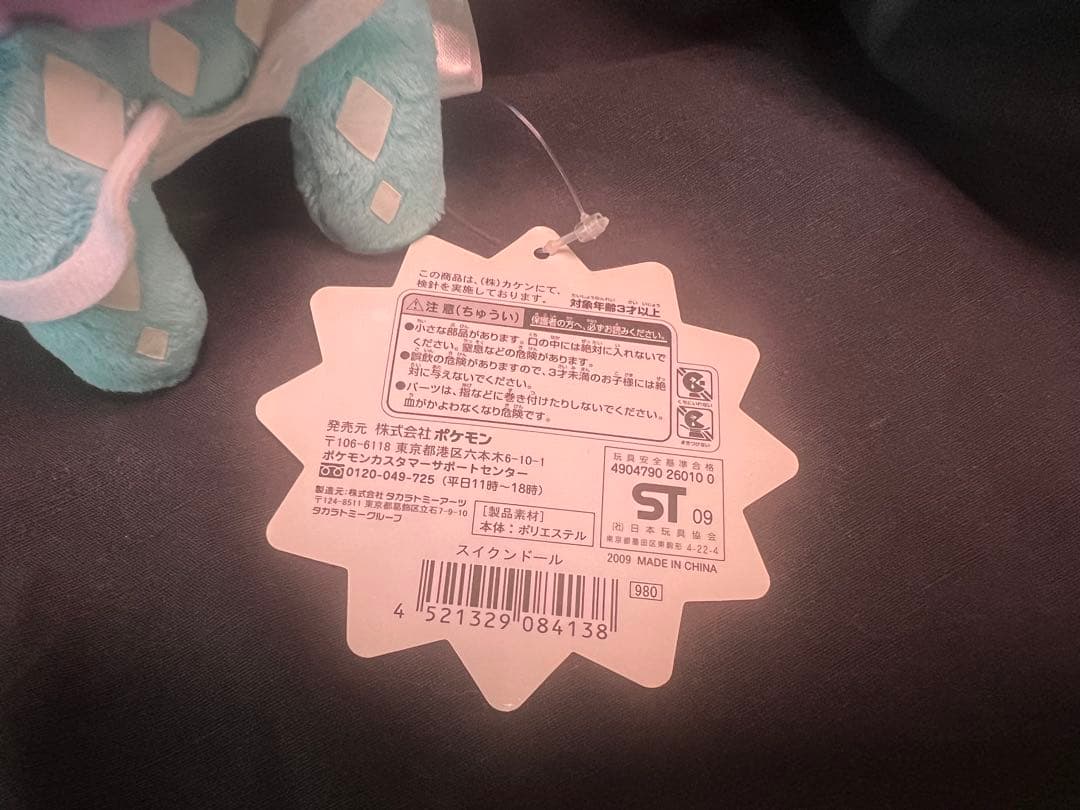 この商品は、(株)カケンにて、
検針を実施しております。
対象年齢3才以上
⚠注意(ちゅうい) 保護者の方へ、必ずお読みください。
●小さな部品があります。口の中には絶対に入れないで
ください。窒息などの危険があります。
●誤飲の危険がありますので、3才未満のお子様には絶
対に与えないでください。
●パーツは、指などに巻き付けたりしないでください。
血がかよわなくなり危険です。
くちにいれない
まきつけない
発売元 株式会社ポケモン
〒106-6118 東京都港区六本木6-10-1
ポケモンカスタマーサポートセンター
0120-049-725 (平日11時〜18時)
製造元:株式会社 タカラトミーアーツ
〒124-8511 東京都葛飾区立石7-9-10
タカラトミーグループ
[製品素材]
本体:ポリエステル
玩具安全基準合格
4904790 26010 0
ST 09
(社)日本玩具協会
東京都墨田区東駒形 4-22-4
2009 MADE IN CHINA
スイクンドール
980
4 521329 084138